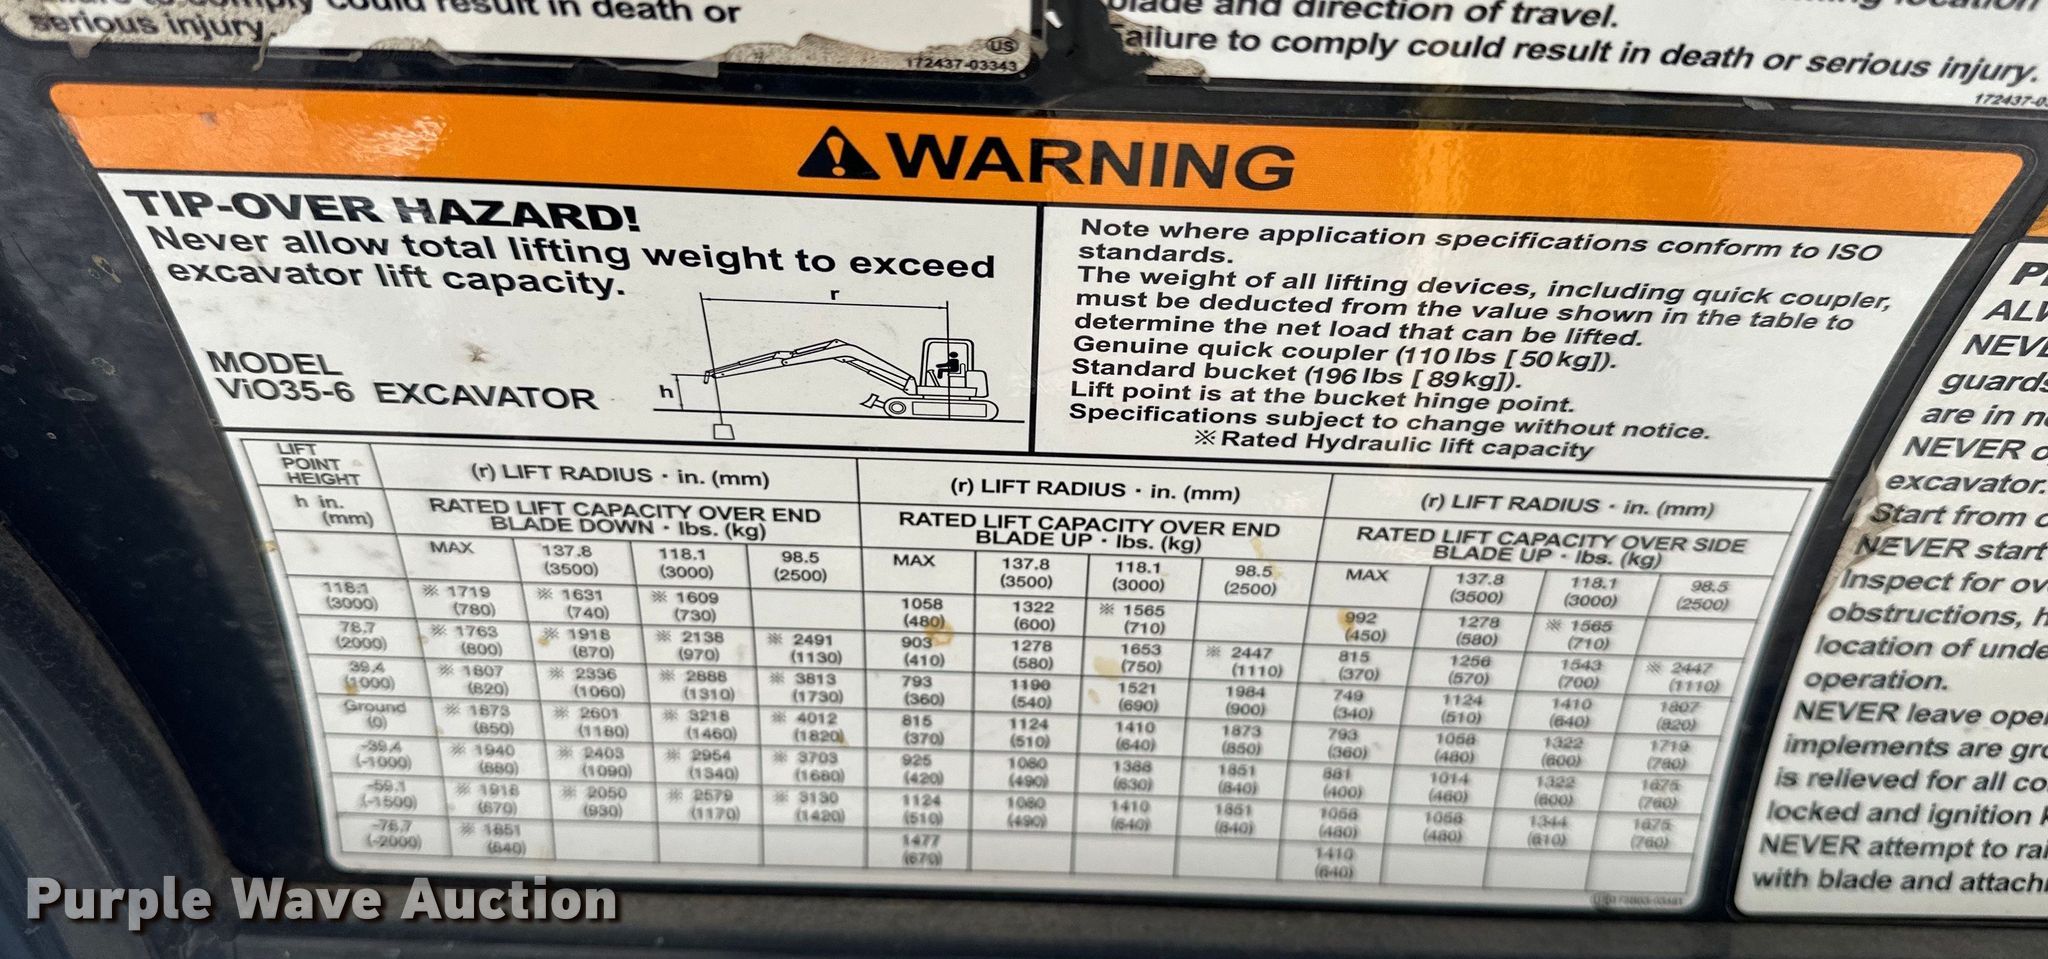 could result in death or
serious injury.
US
172437-03343
blade and direction of travel.
Failure to comply could result in death or serious injury.
172437-03
WARNING
TIP-OVER HAZARD!
Never allow total lifting weight to exceed
excavator lift capacity.
r
h
MODEL
ViO35-6 EXCAVATOR
Note where application specifications conform to ISO
standards.
The weight of all lifting devices, including quick coupler,
must be deducted from the value shown in the table to
determine the net load that can be lifted.
Genuine quick coupler (110 lbs [ 50 kg]).
Standard bucket (196 lbs [ 89 kg]).
Lift point is at the bucket hinge point.
Specifications subject to change without notice.
※Rated Hydraulic lift capacity
LIFT
POINT
HEIGHT
h in.
(mm)
(r) LIFT RADIUS · in. (mm) (r) LIFT RADIUS · in. (mm) (r) LIFT RADIUS · in. (mm)
RATED LIFT CAPACITY OVER END RATED LIFT CAPACITY OVER END RATED LIFT CAPACITY OVER SIDE
BLADE DOWN · lbs. (kg) BLADE UP · lbs. (kg) BLADE UP · lbs. (kg)
MAX 137.8 118.1 98.5 MAX 137.8 118.1 98.5 MAX 137.8 118.1 98.5
(3500) (3000) (2500) (3500) (3000) (2500) (3500) (3000) (2500)
118.1 ※ 1719 ※ 1631 ※ 1609 1058 1322 ※ 1565 992 1278 ※ 1565
(3000) (780) (740) (730) (480) (600) (710) (450) (580) (710)
78.7 ※ 1763 ※ 1918 ※ 2138 ※ 2491 903 1278 1653 ※ 2447 815 1256 1543 ※ 2447
(2000) (800) (870) (970) (1130) (410) (580) (750) (1110) (370) (570) (700) (1110)
39.4 ※ 1807 ※ 2336 ※ 2888 ※ 3813 793 1190 1521 1984 749 1124 1410 1807
(1000) (820) (1060) (1310) (1730) (360) (540) (690) (900) (340) (510) (640) (820)
Ground ※ 1873 ※ 2601 ※ 3218 ※ 4012 815 1124 1410 1873 793 1058 1322 1719
(0) (850) (1180) (1460) (1820) (370) (510) (640) (850) (360) (480) (600) (780)
-39.4 ※ 1940 ※ 2403 ※ 2954 ※ 3703 925 1080 1388 1851 881 1014 1322 1675
(-1000) (880) (1090) (1340) (1680) (420) (490) (630) (840) (400) (460) (600) (760)
-59.1 ※ 1918 ※ 2050 ※ 2579 ※ 3130 1124 1080 1410 1851 1058 1058 1344 1675
(-1500) (870) (930) (1170) (1420) (510) (490) (640) (840) (480) (480) (610) (760)
-78.7 ※ 1851 1477 1410
(-2000) (840) (670) (640)
ALW
NEVE
guards
are in
NEVER
excavator.
Start from
NEVER start
Inspect for
obstructions,
location of
operation.
NEVER leave
implements are
is relieved for all
locked and ignition
NEVER attempt to
with blade and
Purple Wave Auction